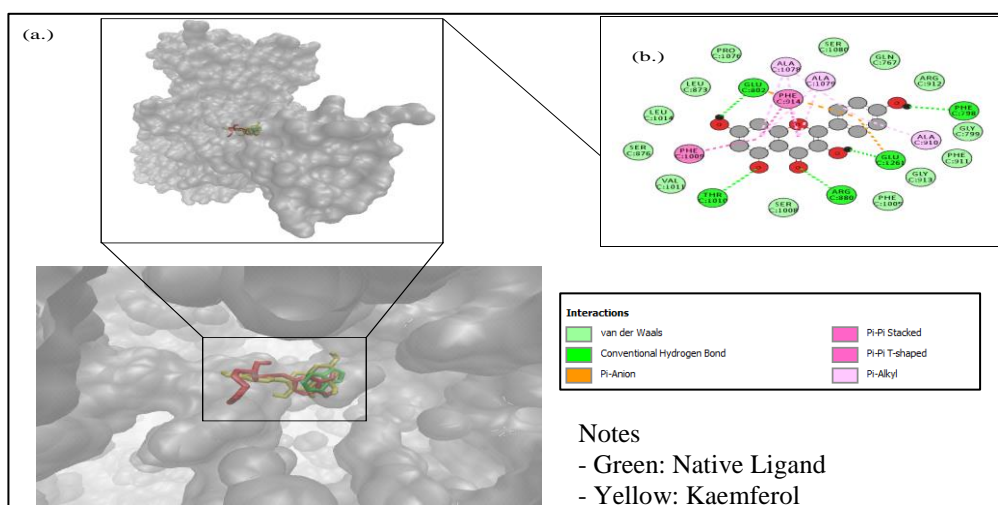 (a.)
(b.)
PRO
C:1076
ALA
C:1078
SER
C:1080
GLN
C:767
LEU
C:873
GLU
C:802
PHE
C:914
ALA
C:1079
ARG
C:912
PHE
C:798
LEU
C:1014
GLY
C:799
SER
C:876
PHE
C:1009
ALA
C:910
PHE
C:911
GLU
C:1261
GLY
C:913
VAL
C:1011
THR
C:1010
SER
C:1008
ARG
C:880
PHE
C:1005
Interactions
van der Waals
Conventional Hydrogen Bond
Pi-Anion
Pi-Pi Stacked
Pi-Pi T-shaped
Pi-Alkyl
Notes
- Green: Native Ligand
- Yellow: Kaemferol